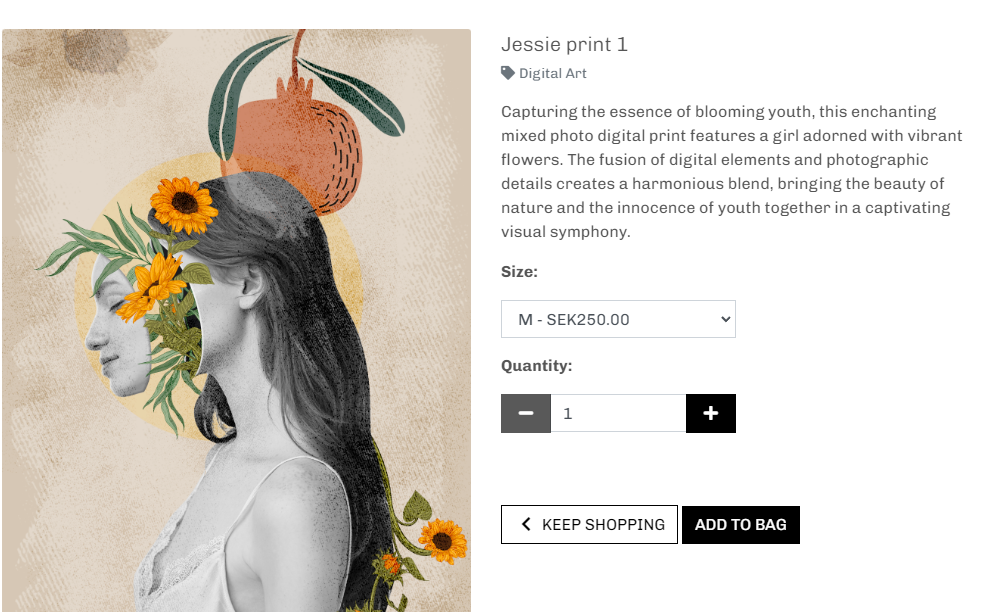 Jessie print 1
Digital Art
Capturing the essence of blooming youth, this enchanting
mixed photo digital print features a girl adorned with vibrant
flowers. The fusion of digital elements and photographic
details creates a harmonious blend, bringing the beauty of
nature and the innocence of youth together in a captivating
visual symphony.
Size:
M - SEK250.00
Quantity:
1
KEEP SHOPPING
ADD TO BAG